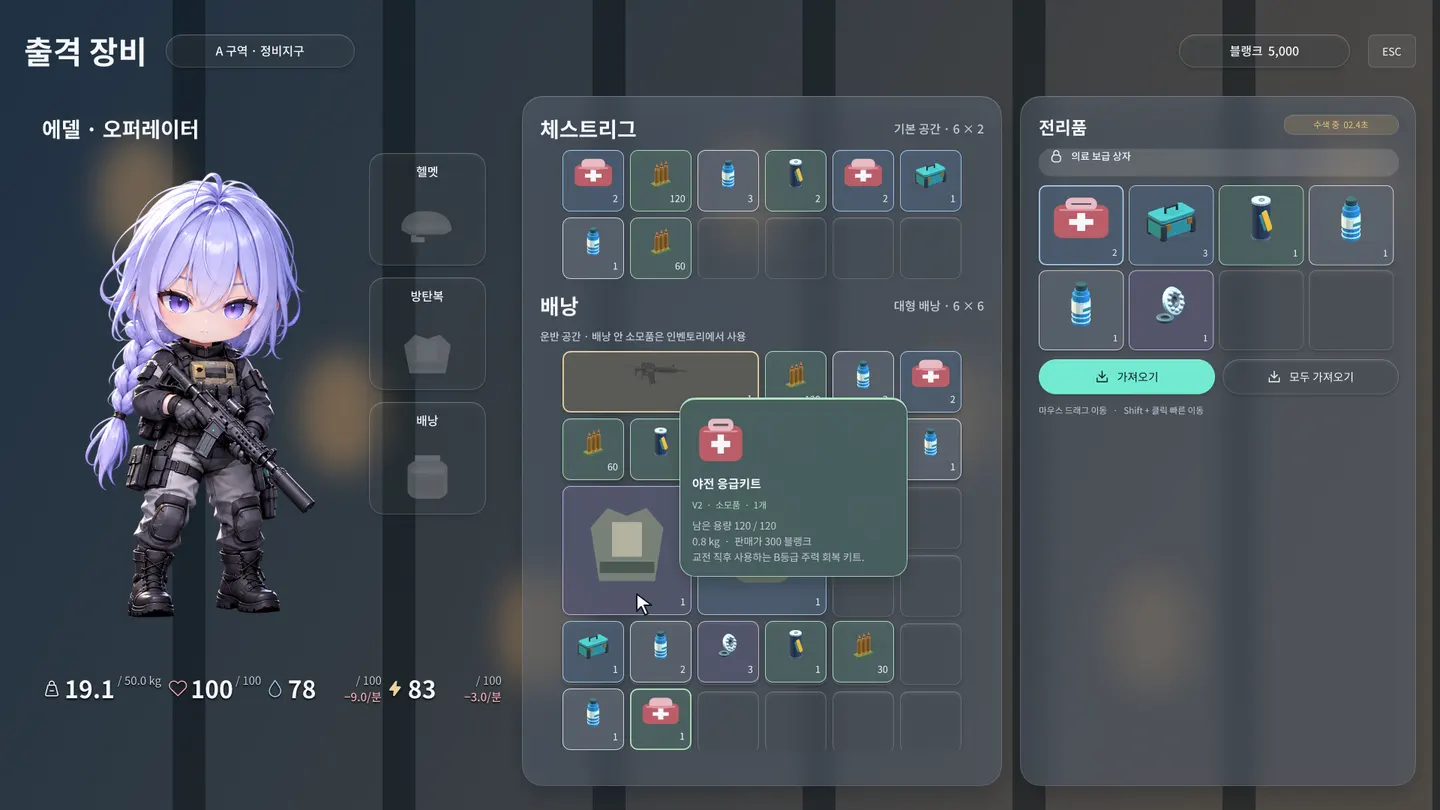 출격 장비
A 구역 · 정비지구
블랭크 5,000
ESC
에델 · 오퍼레이터
헬멧
방탄복
배낭
19.1 / 50.0 kg
100 / 100
78 / 100
−9.0/분
83 / 100
−3.0/분
체스트리그
기본 공간 · 6 × 2
2
120
3
2
2
1
1
60
배낭
대형 배낭 · 6 × 6
운반 공간 · 배낭 안 소모품은 인벤토리에서 사용
2
60
1
야전 응급키트
V2 · 소모품 · 1개
남은 용량 120 / 120
0.8 kg · 판매가 300 블랭크
교전 직후 사용하는 B등급 주력 회복 키트.
1
1
1
2
3
1
30
1
1
전리품
수색 중 02.4초
의료 보급 상자
2
3
1
1
1
1
가져오기
모두 가져오기
마우스 드래그 이동 · Shift + 클릭 빠른 이동